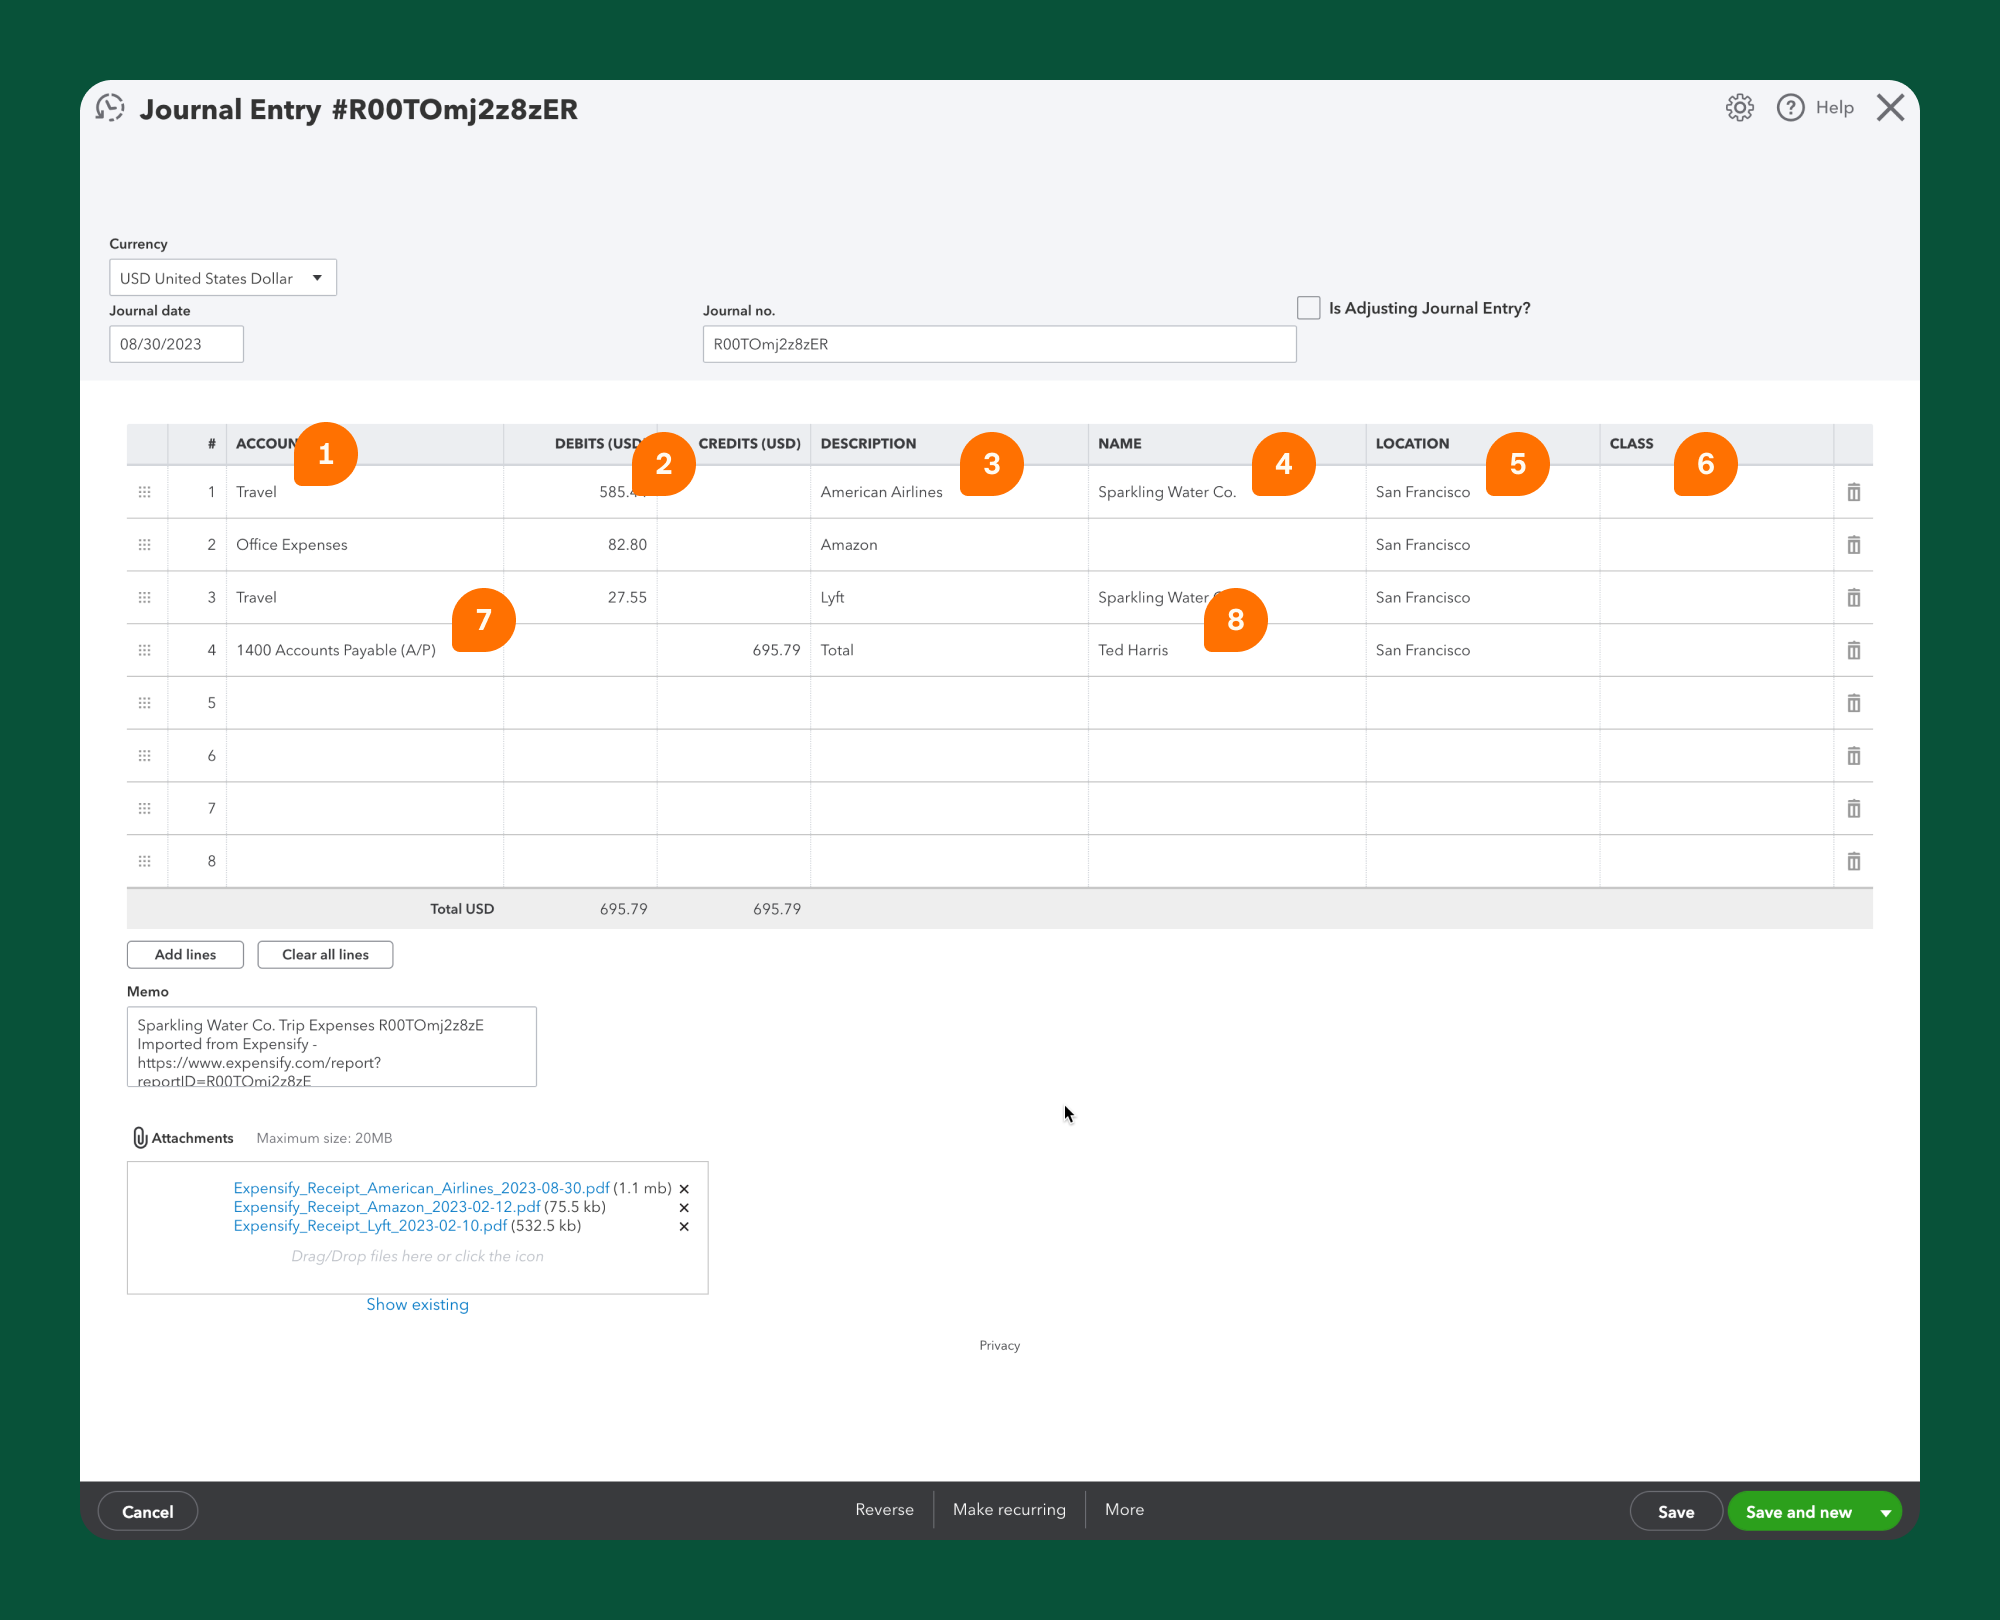 Journal Entry #R00TOmj2z8zER
Help
Currency
USD United States Dollar
Journal date
Journal no.
Is Adjusting Journal Entry?
08/30/2023
R00TOmj2z8zER
# ACCOUN 1 DEBITS (USD 2 CREDITS (USD) DESCRIPTION 3 NAME 4 LOCATION 5 CLASS 6
1 Travel 585.4 American Airlines Sparkling Water Co. San Francisco
2 Office Expenses 82.80 Amazon San Francisco
3 Travel 27.55 Lyft Sparkling Water San Francisco
7 8
4 1400 Accounts Payable (A/P) 695.79 Total Ted Harris San Francisco
5
6
7
8
Total USD 695.79 695.79
Add lines Clear all lines
Memo
Sparkling Water Co. Trip Expenses R00TOmj2z8zE
Imported from Expensify -
https://www.expensify.com/report?
reportID=R00TOmj2z8zE
Attachments Maximum size: 20MB
Expensify_Receipt_American_Airlines_2023-08-30.pdf (1.1 mb)
Expensify_Receipt_Amazon_2023-02-12.pdf (75.5 kb)
Expensify_Receipt_Lyft_2023-02-10.pdf (532.5 kb)
Drag/Drop files here or click the icon
Show existing
Privacy
Cancel Reverse Make recurring More Save Save and new